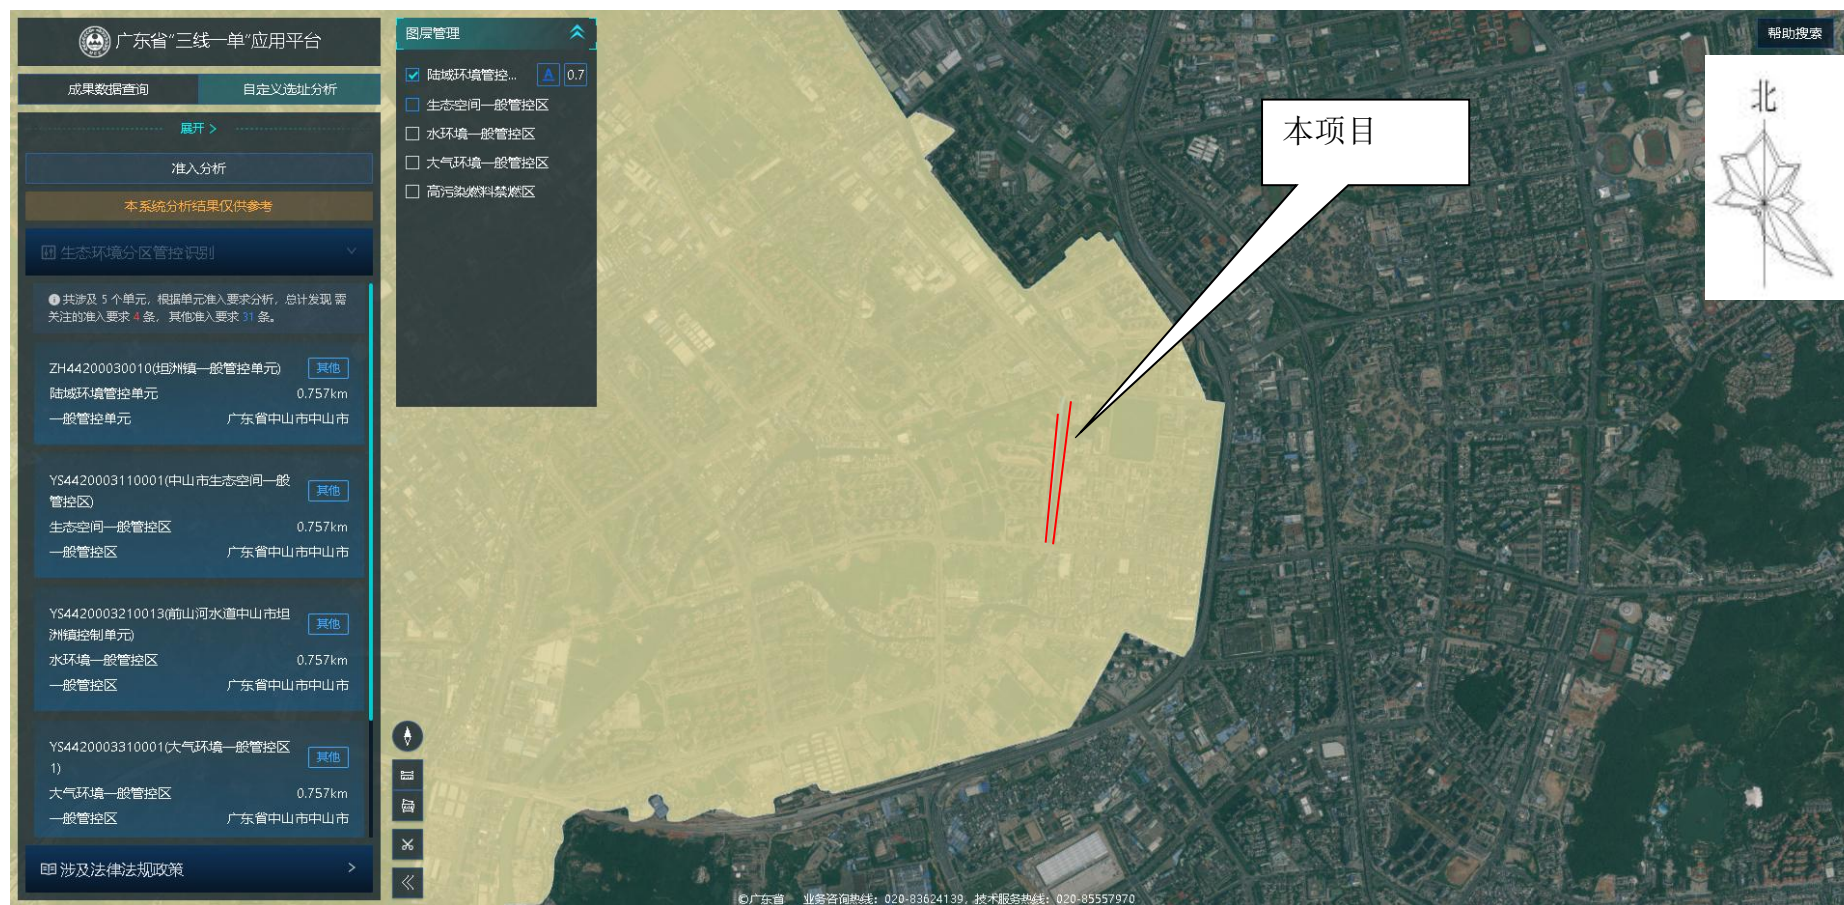 广东省“三线一单”应用平台
成果数据查询
自定义选址分析
展开 >
准入分析
本系统分析结果仅供参考
生态环境分区管控识别
共涉及 5 个单元，根据单元准入要求分析，总计发现 需
关注的准入要求 4 条， 其他准入要求 31 条。
ZH44200030010(坦洲镇一般管控单元)
其他
陆域环境管控单元
0.757km
一般管控单元
广东省中山市中山市
YS4420003110001(中山市生态空间一般
管控区)
其他
生态空间一般管控区
0.757km
一般管控区
广东省中山市中山市
YS4420003210013(前山河水道中山市坦
洲镇控制单元)
其他
水环境一般管控区
0.757km
一般管控区
广东省中山市中山市
YS4420003310001(大气环境一般管控区
1)
其他
大气环境一般管控区
0.757km
一般管控区
广东省中山市中山市
涉及法律法规政策
图层管理
陆域环境管控...
A
0.7
生态空间一般管控区
水环境一般管控区
大气环境一般管控区
高污染燃料禁燃区
本项目
帮助搜索
北
©广东省 业务咨询热线：020-83624139，技术服务热线：020-85557970